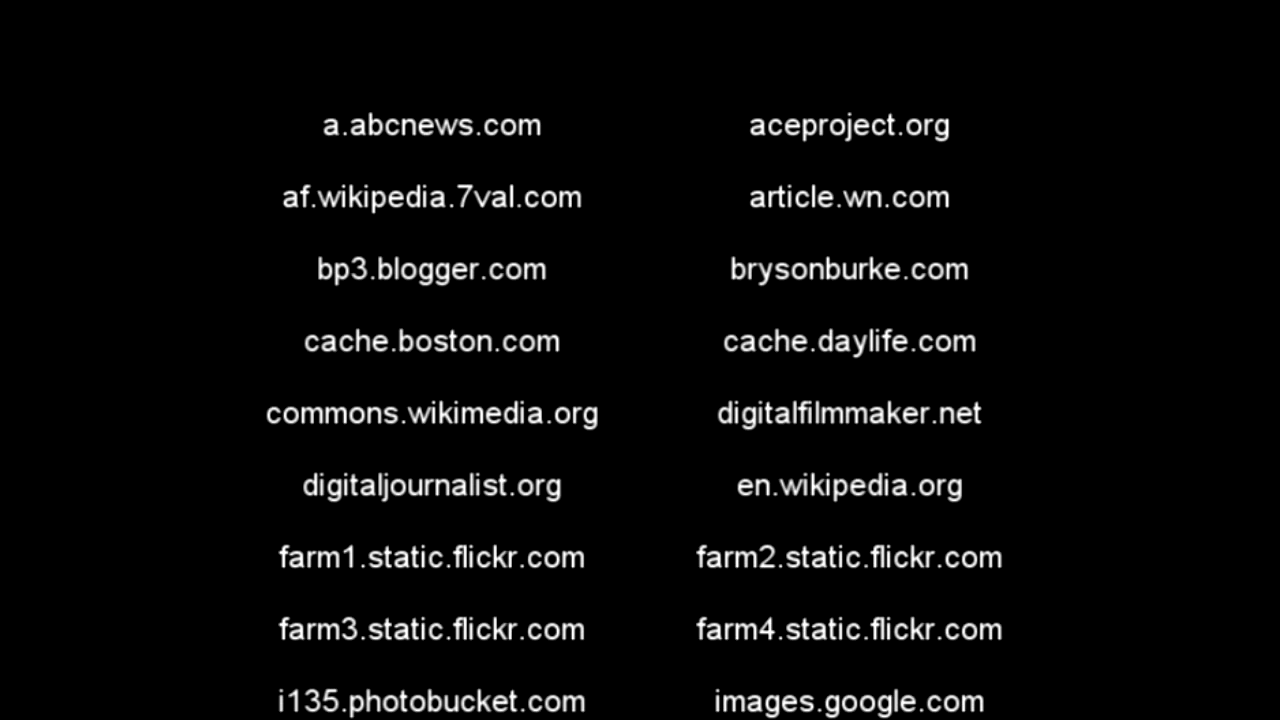 a.abcnews.com aceproject.org
af.wikipedia.7val.com article.wn.com
bp3.blogger.com brysonburke.com
cache.boston.com cache.daylife.com
commons.wikimedia.org digitalfilmmaker.net
digitaljournalist.org en.wikipedia.org
farm1.static.flickr.com farm2.static.flickr.com
farm3.static.flickr.com farm4.static.flickr.com
i135.photobucket.com images.google.com